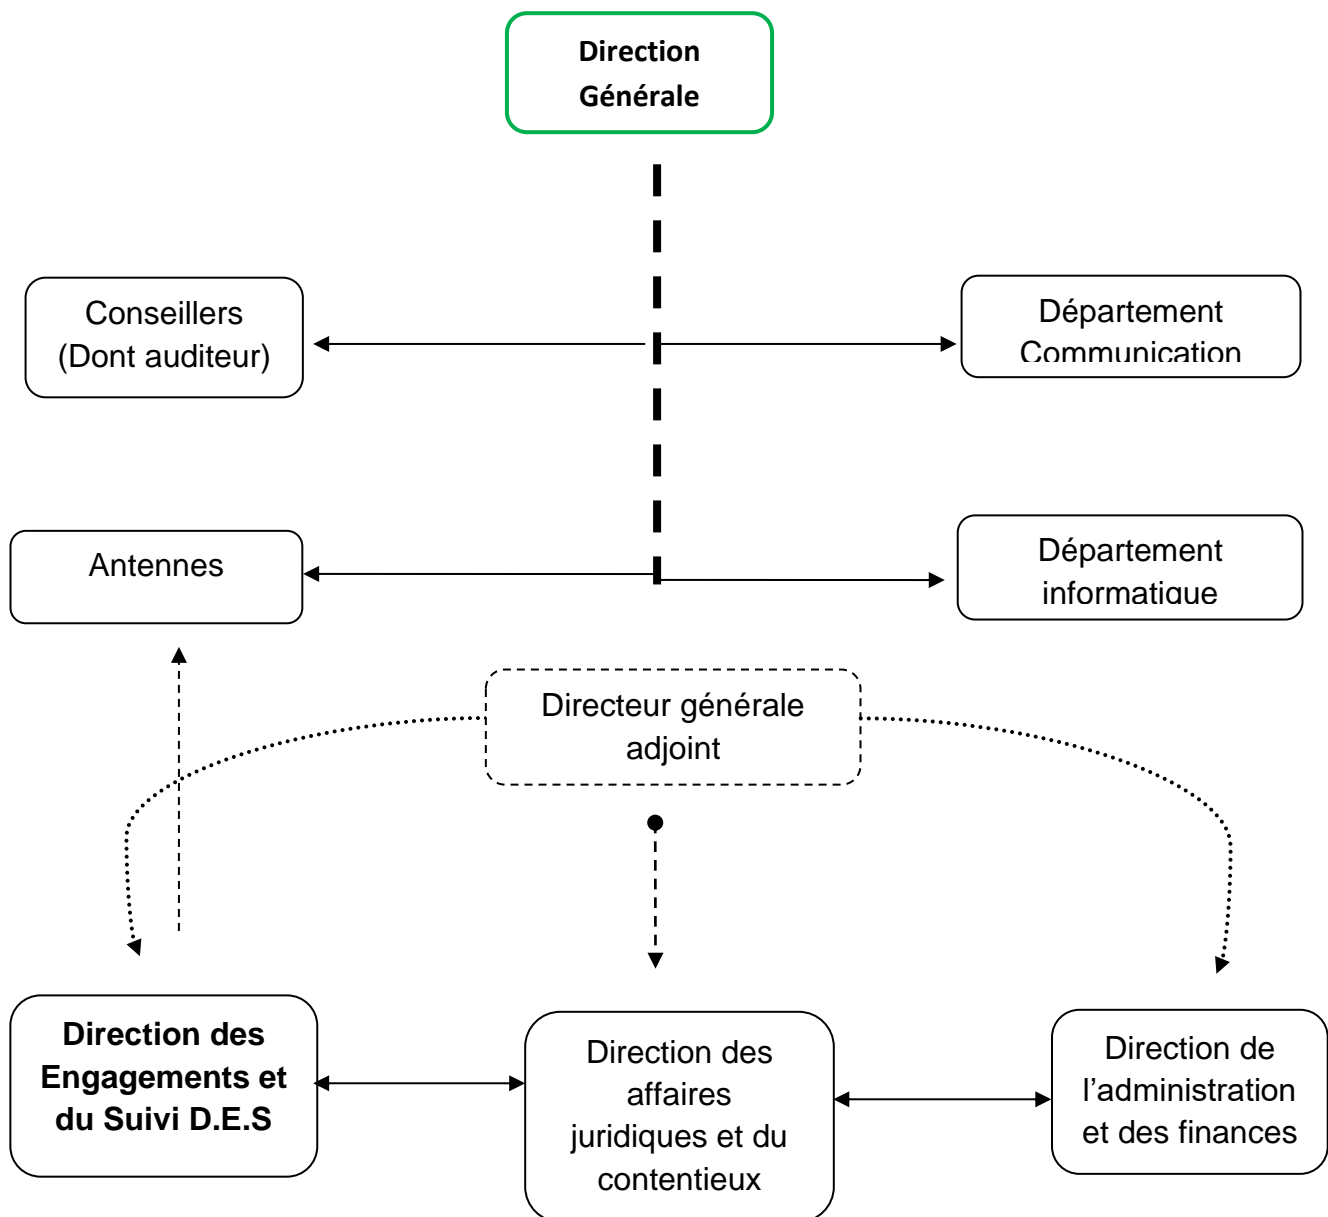 Direction
Générale
Conseillers
(Dont auditeur)
Département
Communication
Antennes
Département
informatique
Directeur générale
adjoint
Direction des
Engagements et
du Suivi D.E.S
Direction des
affaires
juridiques et du
contentieux
Direction de
l’administration
et des finances